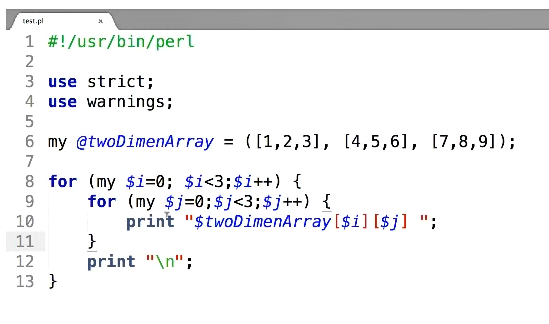 test.pl x
1 #!/usr/bin/perl
2
3 use strict;
4 use warnings;
5
6 my @twoDimenArray = ([1,2,3], [4,5,6], [7,8,9]);
7
8 for (my $i=0; $i<3;$i++) {
9     for (my $j=0;$j<3;$j++) {
10         print "$twoDimenArray[$i][$j] ";
11     }
12     print "\n";
13 }